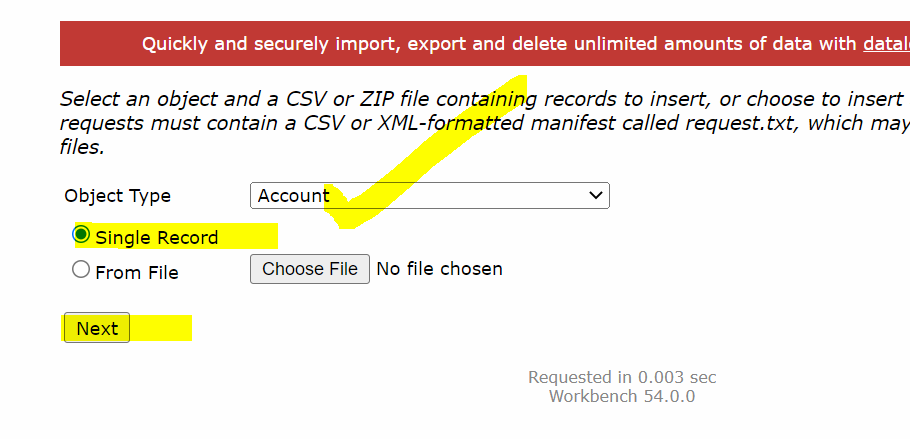 Quickly and securely import, export and delete unlimited amounts of data with datal
Select an object and a CSV or ZIP file containing records to insert, or choose to insert
requests must contain a CSV or XML-formatted manifest called request.txt, which may
files.
Object Type Account
Single Record
From File Choose File No file chosen
Next
Requested in 0.003 sec
Workbench 54.0.0